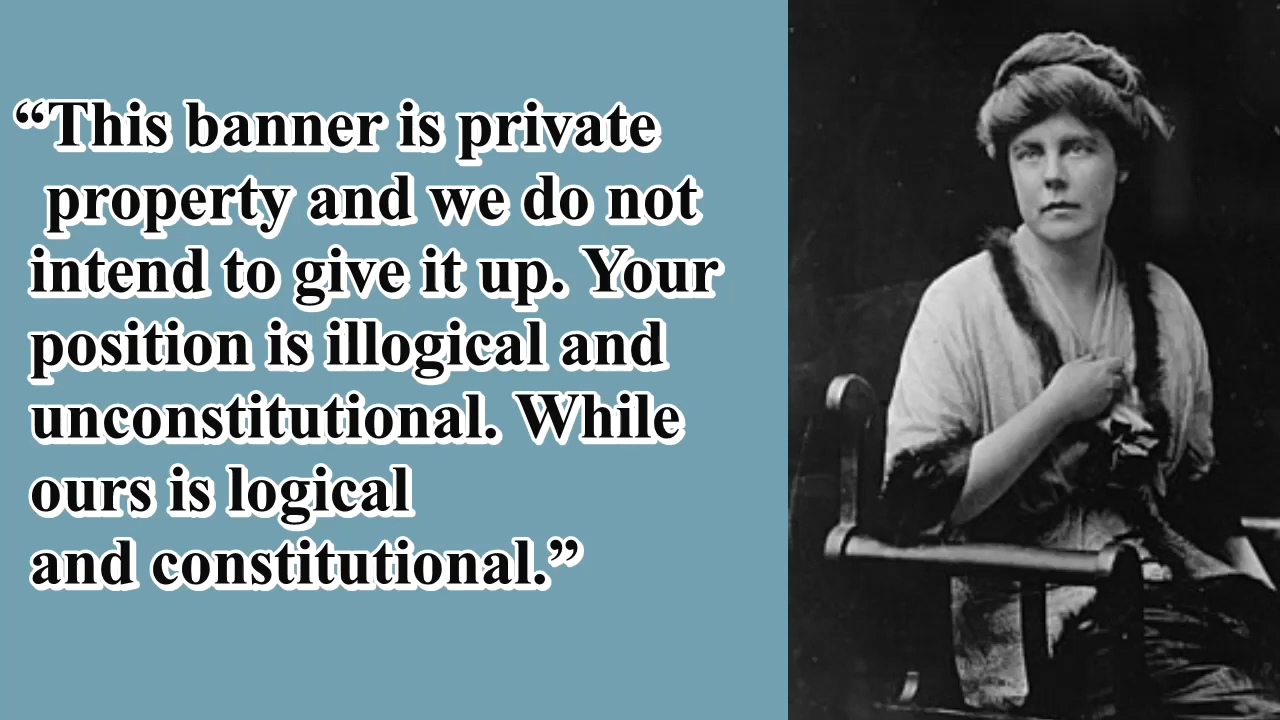 “This banner is private
property and we do not
intend to give it up. Your
position is illogical and
unconstitutional. While
ours is logical
and constitutional.”